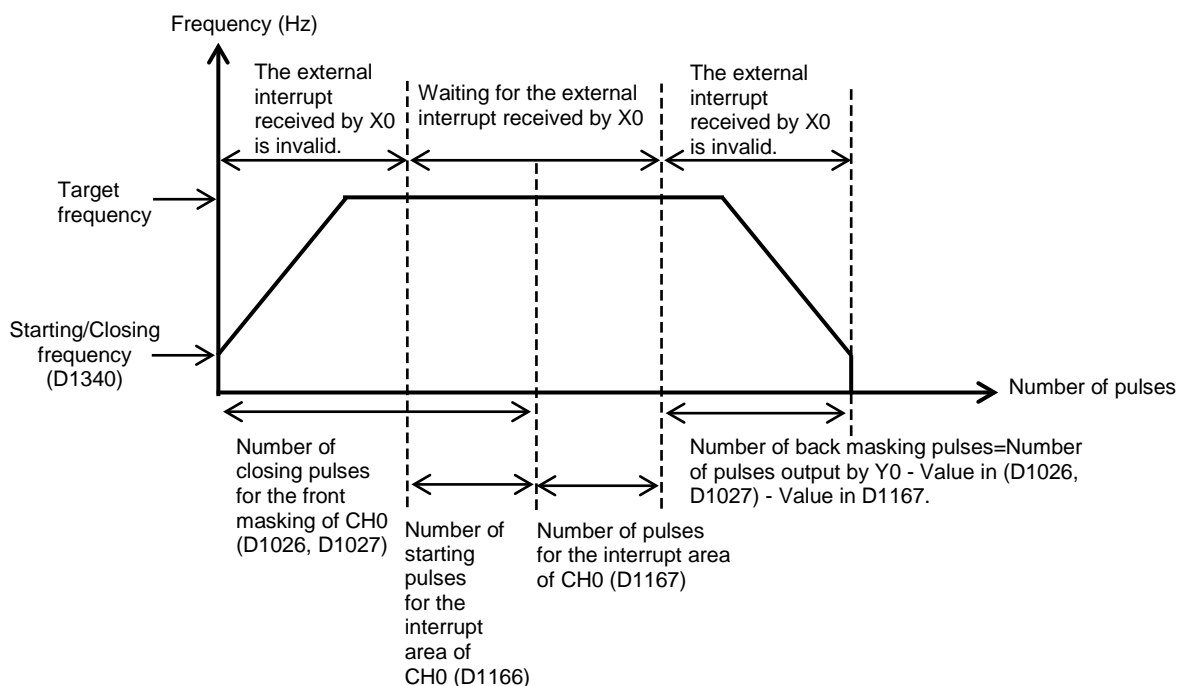 Frequency (Hz)
The external
interrupt
received by X0
is invalid.
Waiting for the external
interrupt received by X0
The external
interrupt
received by X0
is invalid.
Target
frequency
Starting/Closing
frequency
(D1340)
Number of pulses
Number of
closing pulses
for the front
masking of CH0
(D1026, D1027)
Number of
starting
pulses
for the
interrupt
area of
CH0 (D1166)
Number of pulses
for the interrupt area
of CH0 (D1167)
Number of back masking pulses=Number
of pulses output by Y0 - Value in (D1026,
D1027) - Value in D1167.